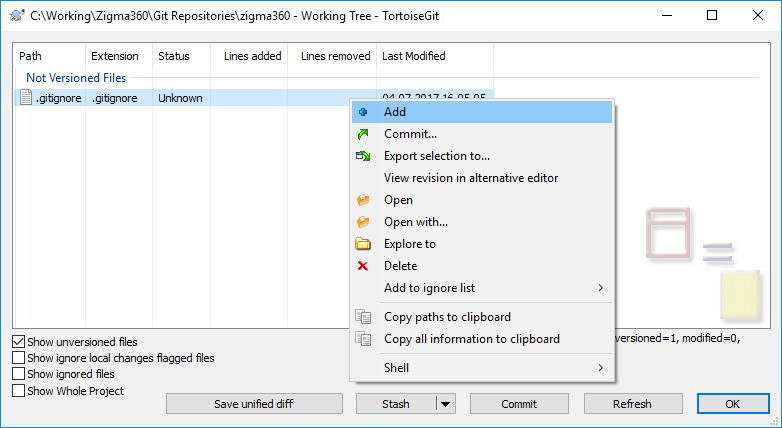 C:\Working\Zigma360\Git Repositories\zigma360 - Working Tree - TortoiseGit
Path Extension Status Lines added Lines removed Last Modified
Not Versioned Files
.gitignore .gitignore Unknown
Add
Commit...
Export selection to...
View revision in alternative editor
Open
Open with...
Explore to
Delete
Add to ignore list
Copy paths to clipboard
Copy all information to clipboard
Shell
Show unversioned files
versioned=1, modified=0,
Show ignore local changes flagged files
Show ignored files
Show Whole Project
Save unified diff Stash Commit Refresh OK